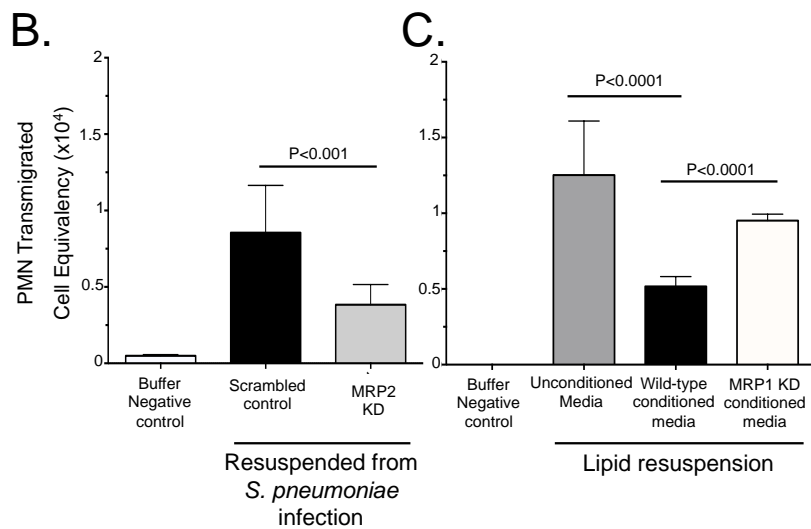 B.
PMN Transmigrated
Cell Equivalency (x10⁴)
2
1.5
1
0.5
0
P<0.001
Buffer
Negative
control
Scrambled
control
MRP2
KD
Resuspended from
S. pneumoniae
infection
C.
2
1.5
1
0.5
0
P<0.0001
P<0.0001
Buffer
Negative
control
Unconditioned
Media
Wild-type
conditioned
media
MRP1 KD
conditioned
media
Lipid resuspension